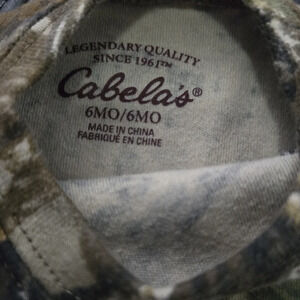 LEGENDARY QUALITY
SINCE 1961™
Cabela's®
6MO/6MO
MADE IN CHINA
FABRIQUÉ EN CHINE